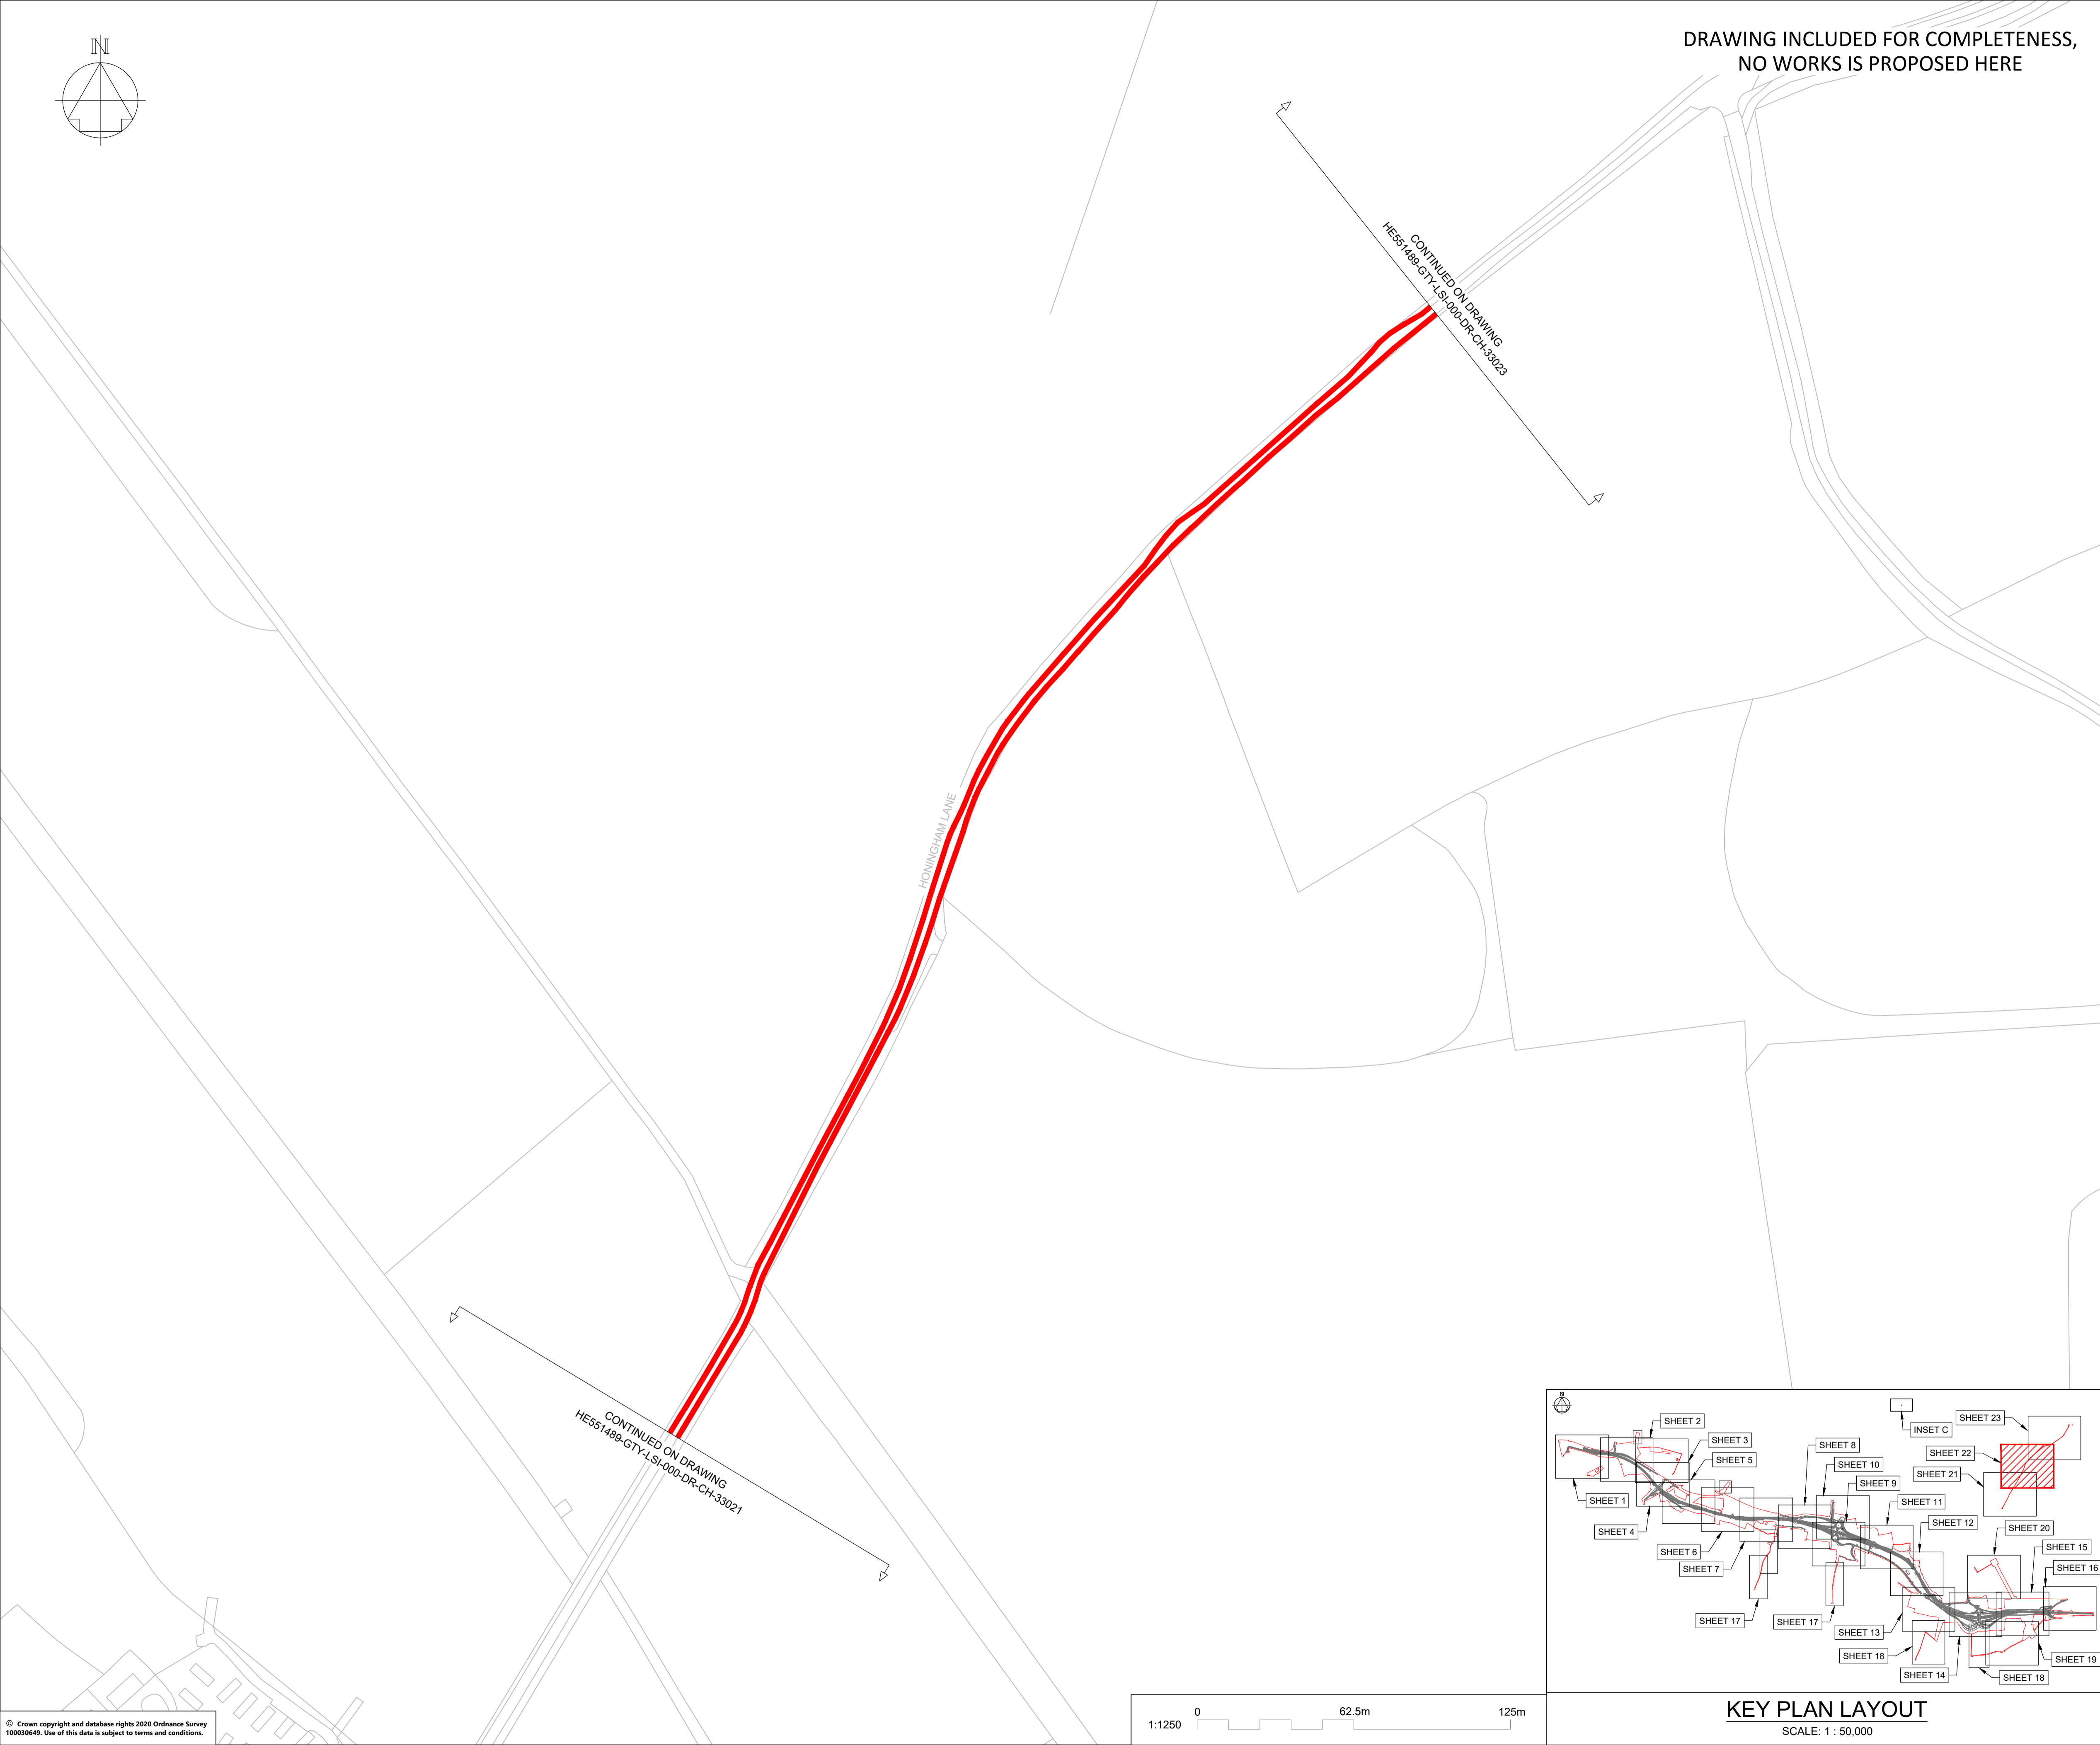 N
DRAWING INCLUDED FOR COMPLETENESS,
NO WORKS IS PROPOSED HERE
CONTINUED ON DRAWING
HE551489-GTY-LSI-000-DR-CH-33023
HONINGHAM LANE
CONTINUED ON DRAWING
HE551489-GTY-LSI-000-DR-CH-33021
N
SHEET 2
SHEET 3
SHEET 5
SHEET 1
SHEET 4
SHEET 6
SHEET 7
SHEET 8
SHEET 10
SHEET 9
SHEET 11
SHEET 12
INSET C
SHEET 23
SHEET 22
SHEET 21
SHEET 20
SHEET 15
SHEET 16
SHEET 17
SHEET 17
SHEET 13
SHEET 18
SHEET 14
SHEET 18
SHEET 19
KEY PLAN LAYOUT
SCALE: 1 : 50,000
1:1250
0
62.5m
125m
© Crown copyright and database rights 2020 Ordnance Survey
100030649. Use of this data is subject to terms and conditions.